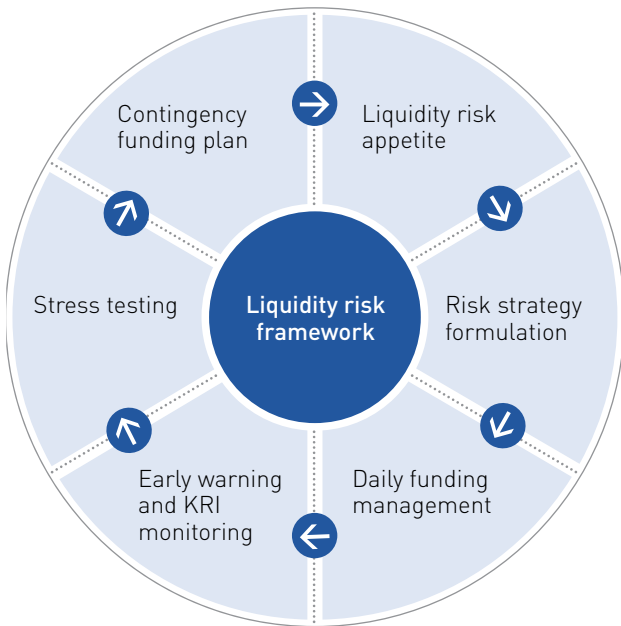 Contingency
funding plan
Liquidity risk
appetite
Stress testing
Liquidity risk
framework
Risk strategy
formulation
Early warning
and KRI
monitoring
Daily funding
management